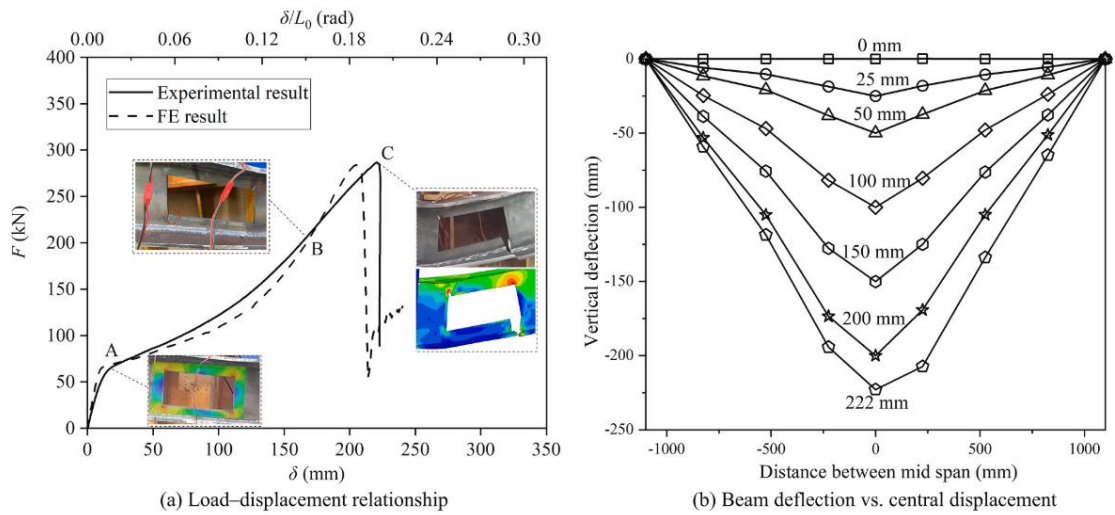 δ/L0 (rad)
0.00 0.06 0.12 0.18 0.24 0.30
400
350
300
250
200
150
100
50
0
F (kN)
Experimental result
FE result
A
B
C
0 50 100 150 200 250 300 350
δ (mm)
(a) Load–displacement relationship
0
-50
-100
-150
-200
-250
Vertical deflection (mm)
0 mm
25 mm
50 mm
100 mm
150 mm
200 mm
222 mm
-1000 -500 0 500 1000
Distance between mid span (mm)
(b) Beam deflection vs. central displacement